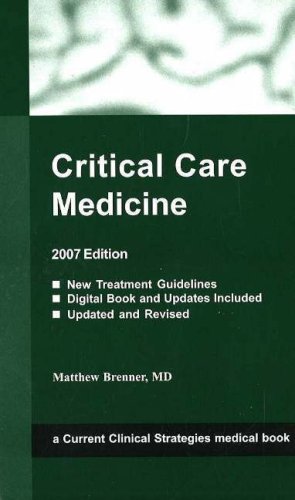 Critical Care
Medicine
2007 Edition
■ New Treatment Guidelines
■ Digital Book and Updates Included
■ Updated and Revised
Matthew Brenner, MD
a Current Clinical Strategies medical book